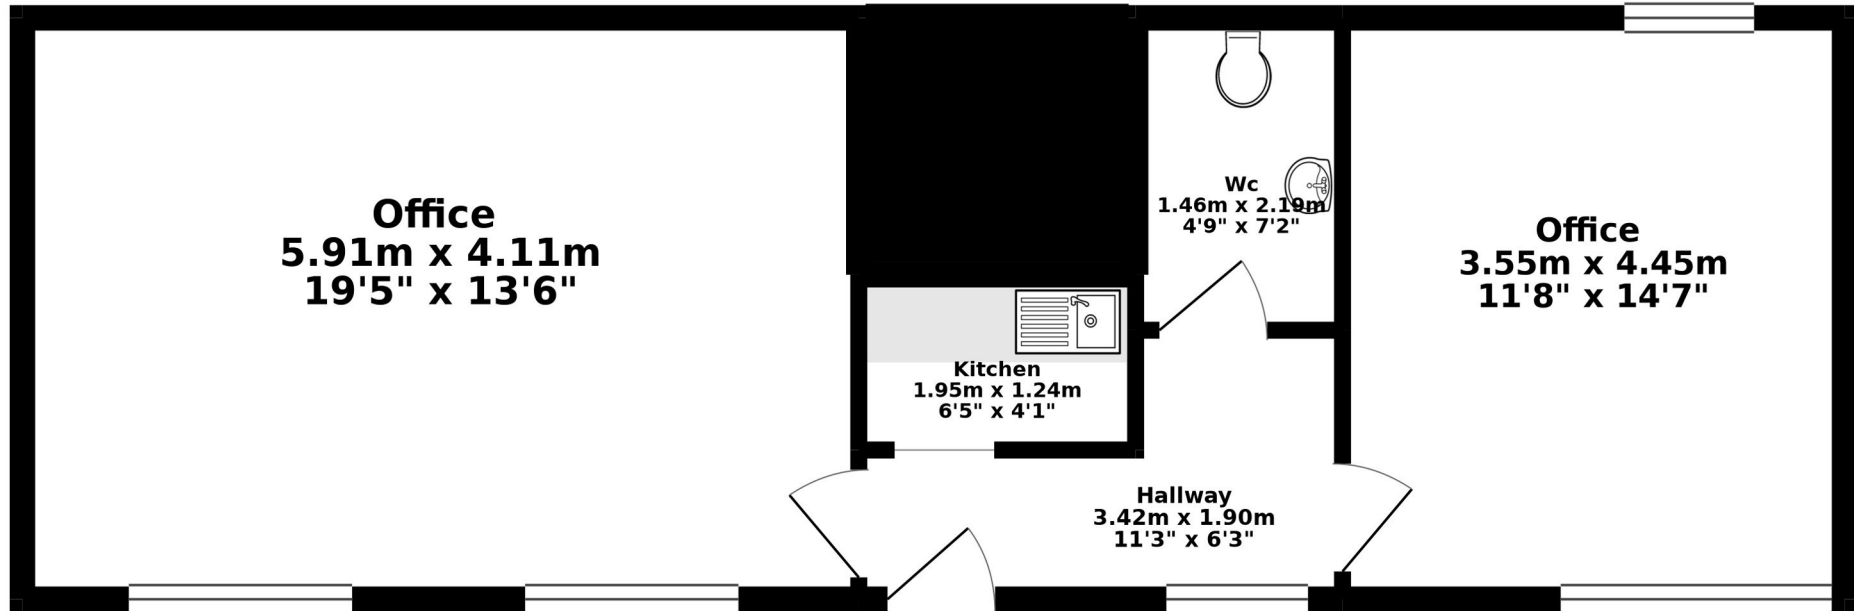 Office
5.91m x 4.11m
19'5" x 13'6"
Wc
1.46m x 2.19m
4'9" x 7'2"
Office
3.55m x 4.45m
11'8" x 14'7"
Kitchen
1.95m x 1.24m
6'5" x 4'1"
Hallway
3.42m x 1.90m
11'3" x 6'3"